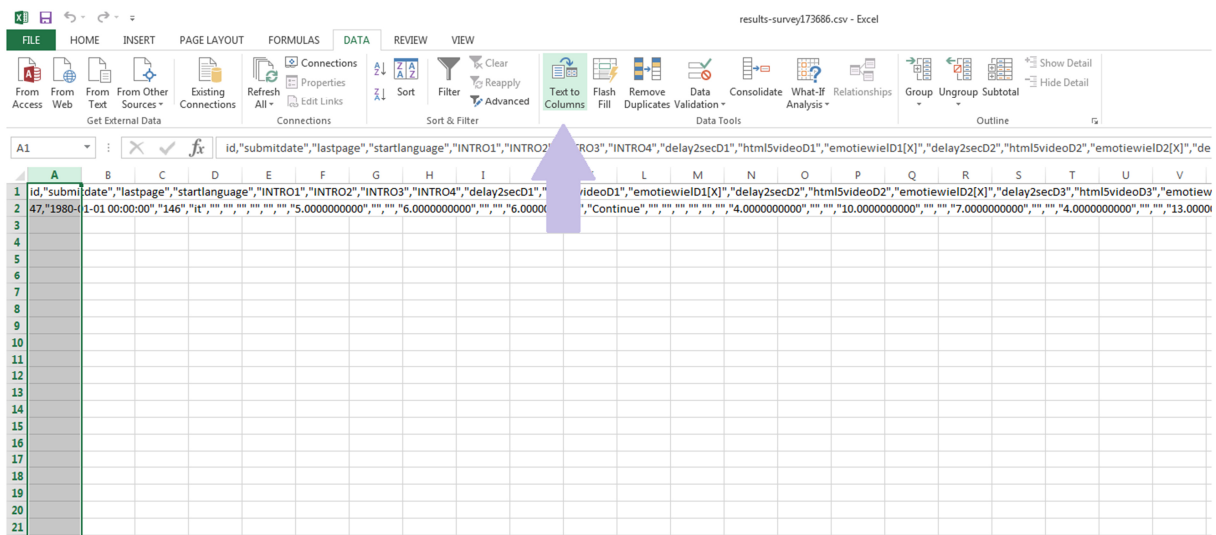 results-survey173686.csv - Excel
FILE HOME INSERT PAGE LAYOUT FORMULAS DATA REVIEW VIEW
From Access
From Web
From Text
From Other Sources
Get External Data
Existing Connections
Refresh All
Connections
Properties
Edit Links
Connections
A Z
Z A
Z A A Z
Sort
Filter
Clear
Reapply
Advanced
Sort & Filter
Text to Columns
Flash Fill
Remove Duplicates
Data Validation
Consolidate
What-If Analysis
Relationships
Data Tools
Group
Ungroup
Subtotal
Show Detail
Hide Detail
Outline
A1 fx id,"submitdate","lastpage","startlanguage","INTRO1","INTRO2" RO3","INTRO4","delay2secD1","html5videoD1","emotiewielD1[X]","delay2secD2","html5videoD2","emotiewielD2[X]","de
A B C D E F G H I L M N O P Q R S T U V
1 id,"submitdate","lastpage","startlanguage","INTRO1","INTRO2","INTRO3","INTRO4","delay2secD1"," ideoD1","emotiewielD1[X]","delay2secD2","html5videoD2","emotiewielD2[X]","delay2secD3","html5videoD3","emotiew
2 47,"1980-01-01 00:00:00","146","it","","","","","","","5.0000000000","","","6.0000000000","","","6.0000 "Continue","","","","","","","4.0000000000","","","10.0000000000","","","7.0000000000","","","4.0000000000","","","13.0000
3
4
5
6
7
8
9
10
11
12
13
14
15
16
17
18
19
20
21